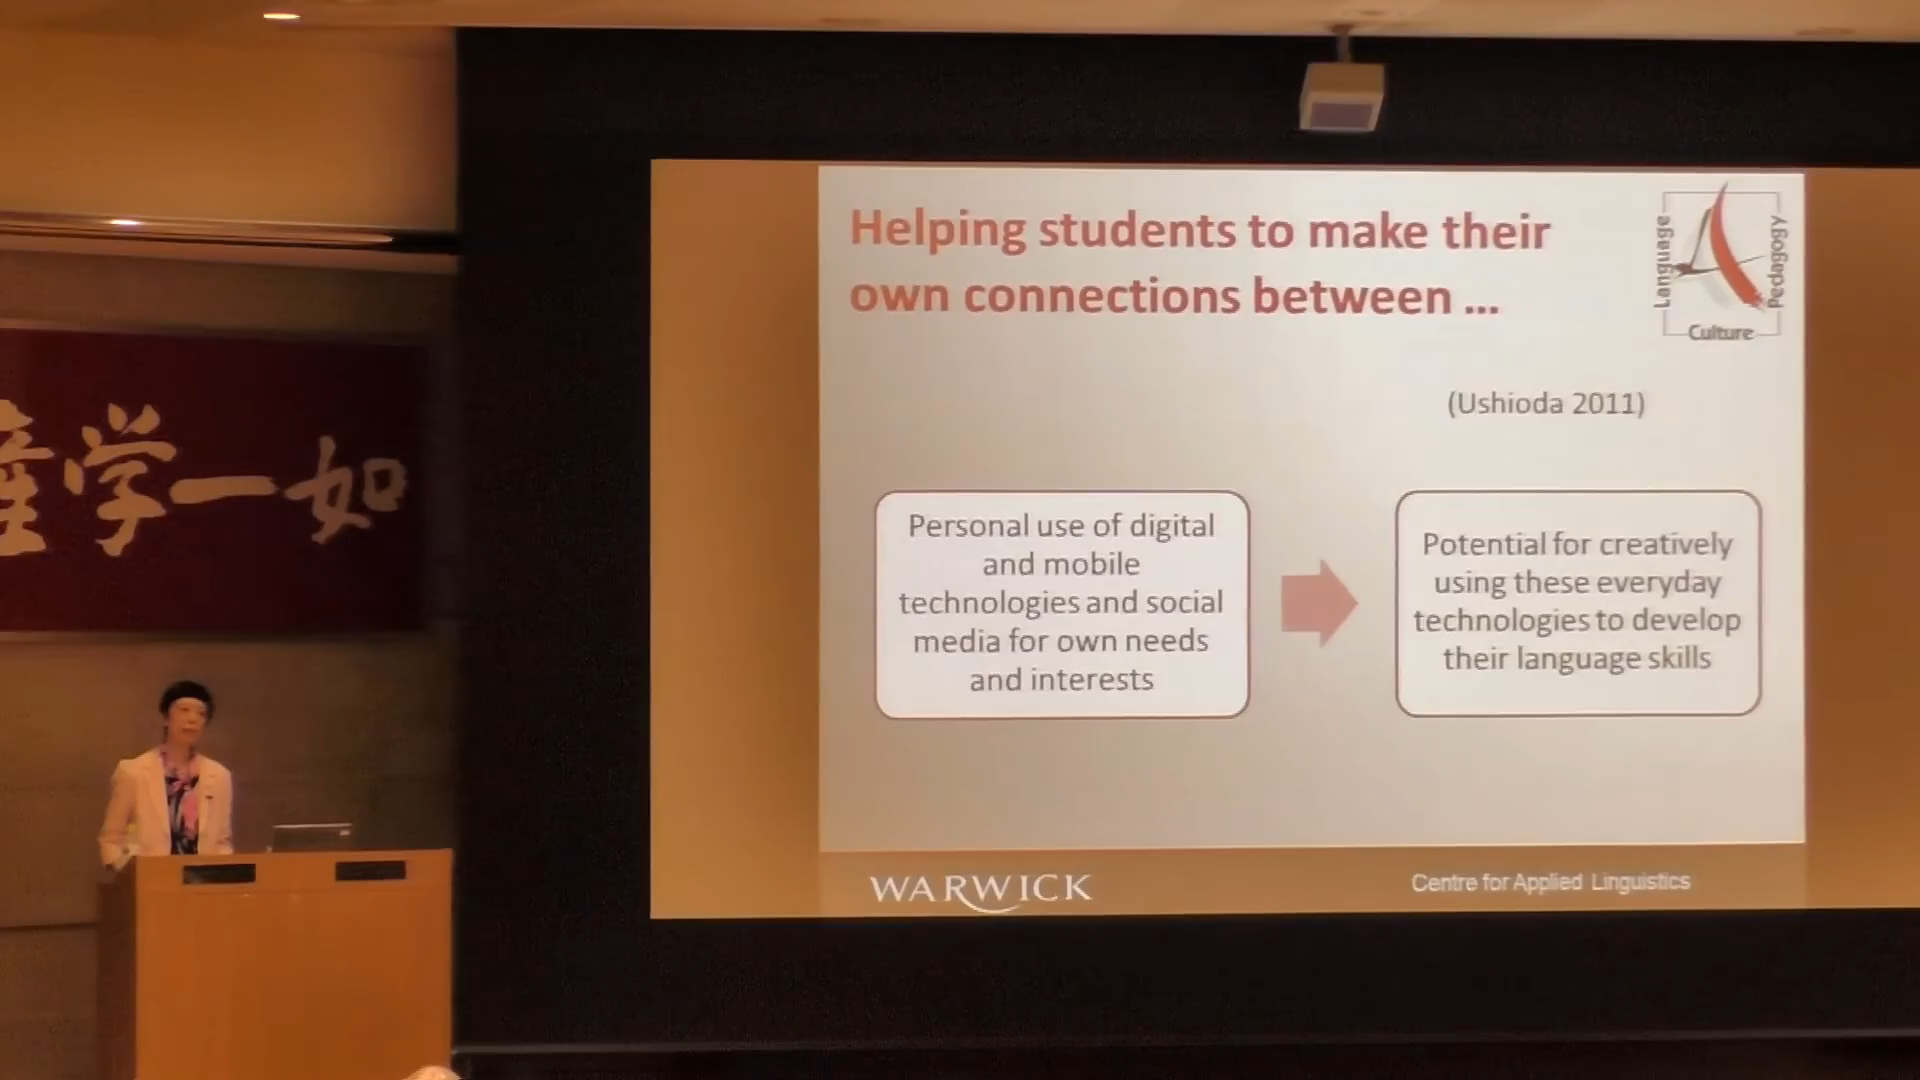 Helping students to make their
own connections between ...
Language
Pedagogy
Culture
(Ushioda 2011)
Personal use of digital
and mobile
technologies and social
media for own needs
and interests
Potential for creatively
using these everyday
technologies to develop
their language skills
WARWICK
Centre for Applied Linguistics
学一如